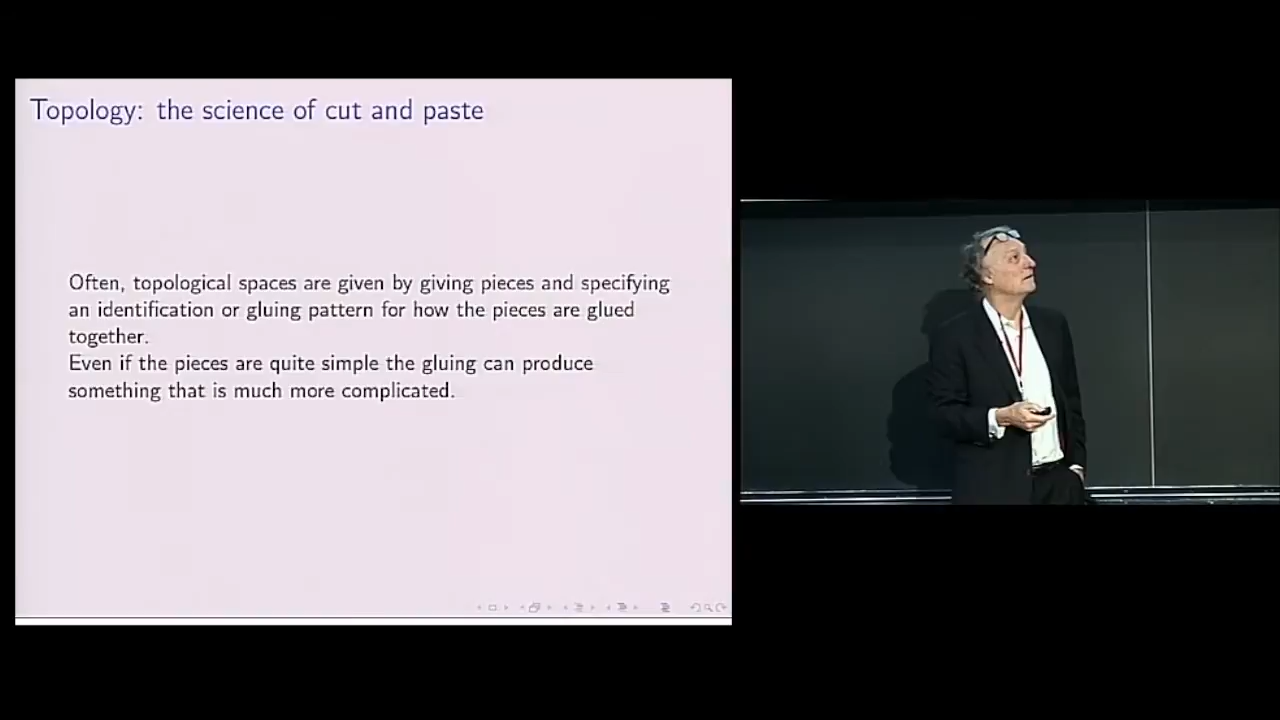 Topology: the science of cut and paste
Often, topological spaces are given by giving pieces and specifying
an identification or gluing pattern for how the pieces are glued
together.
Even if the pieces are quite simple the gluing can produce
something that is much more complicated.